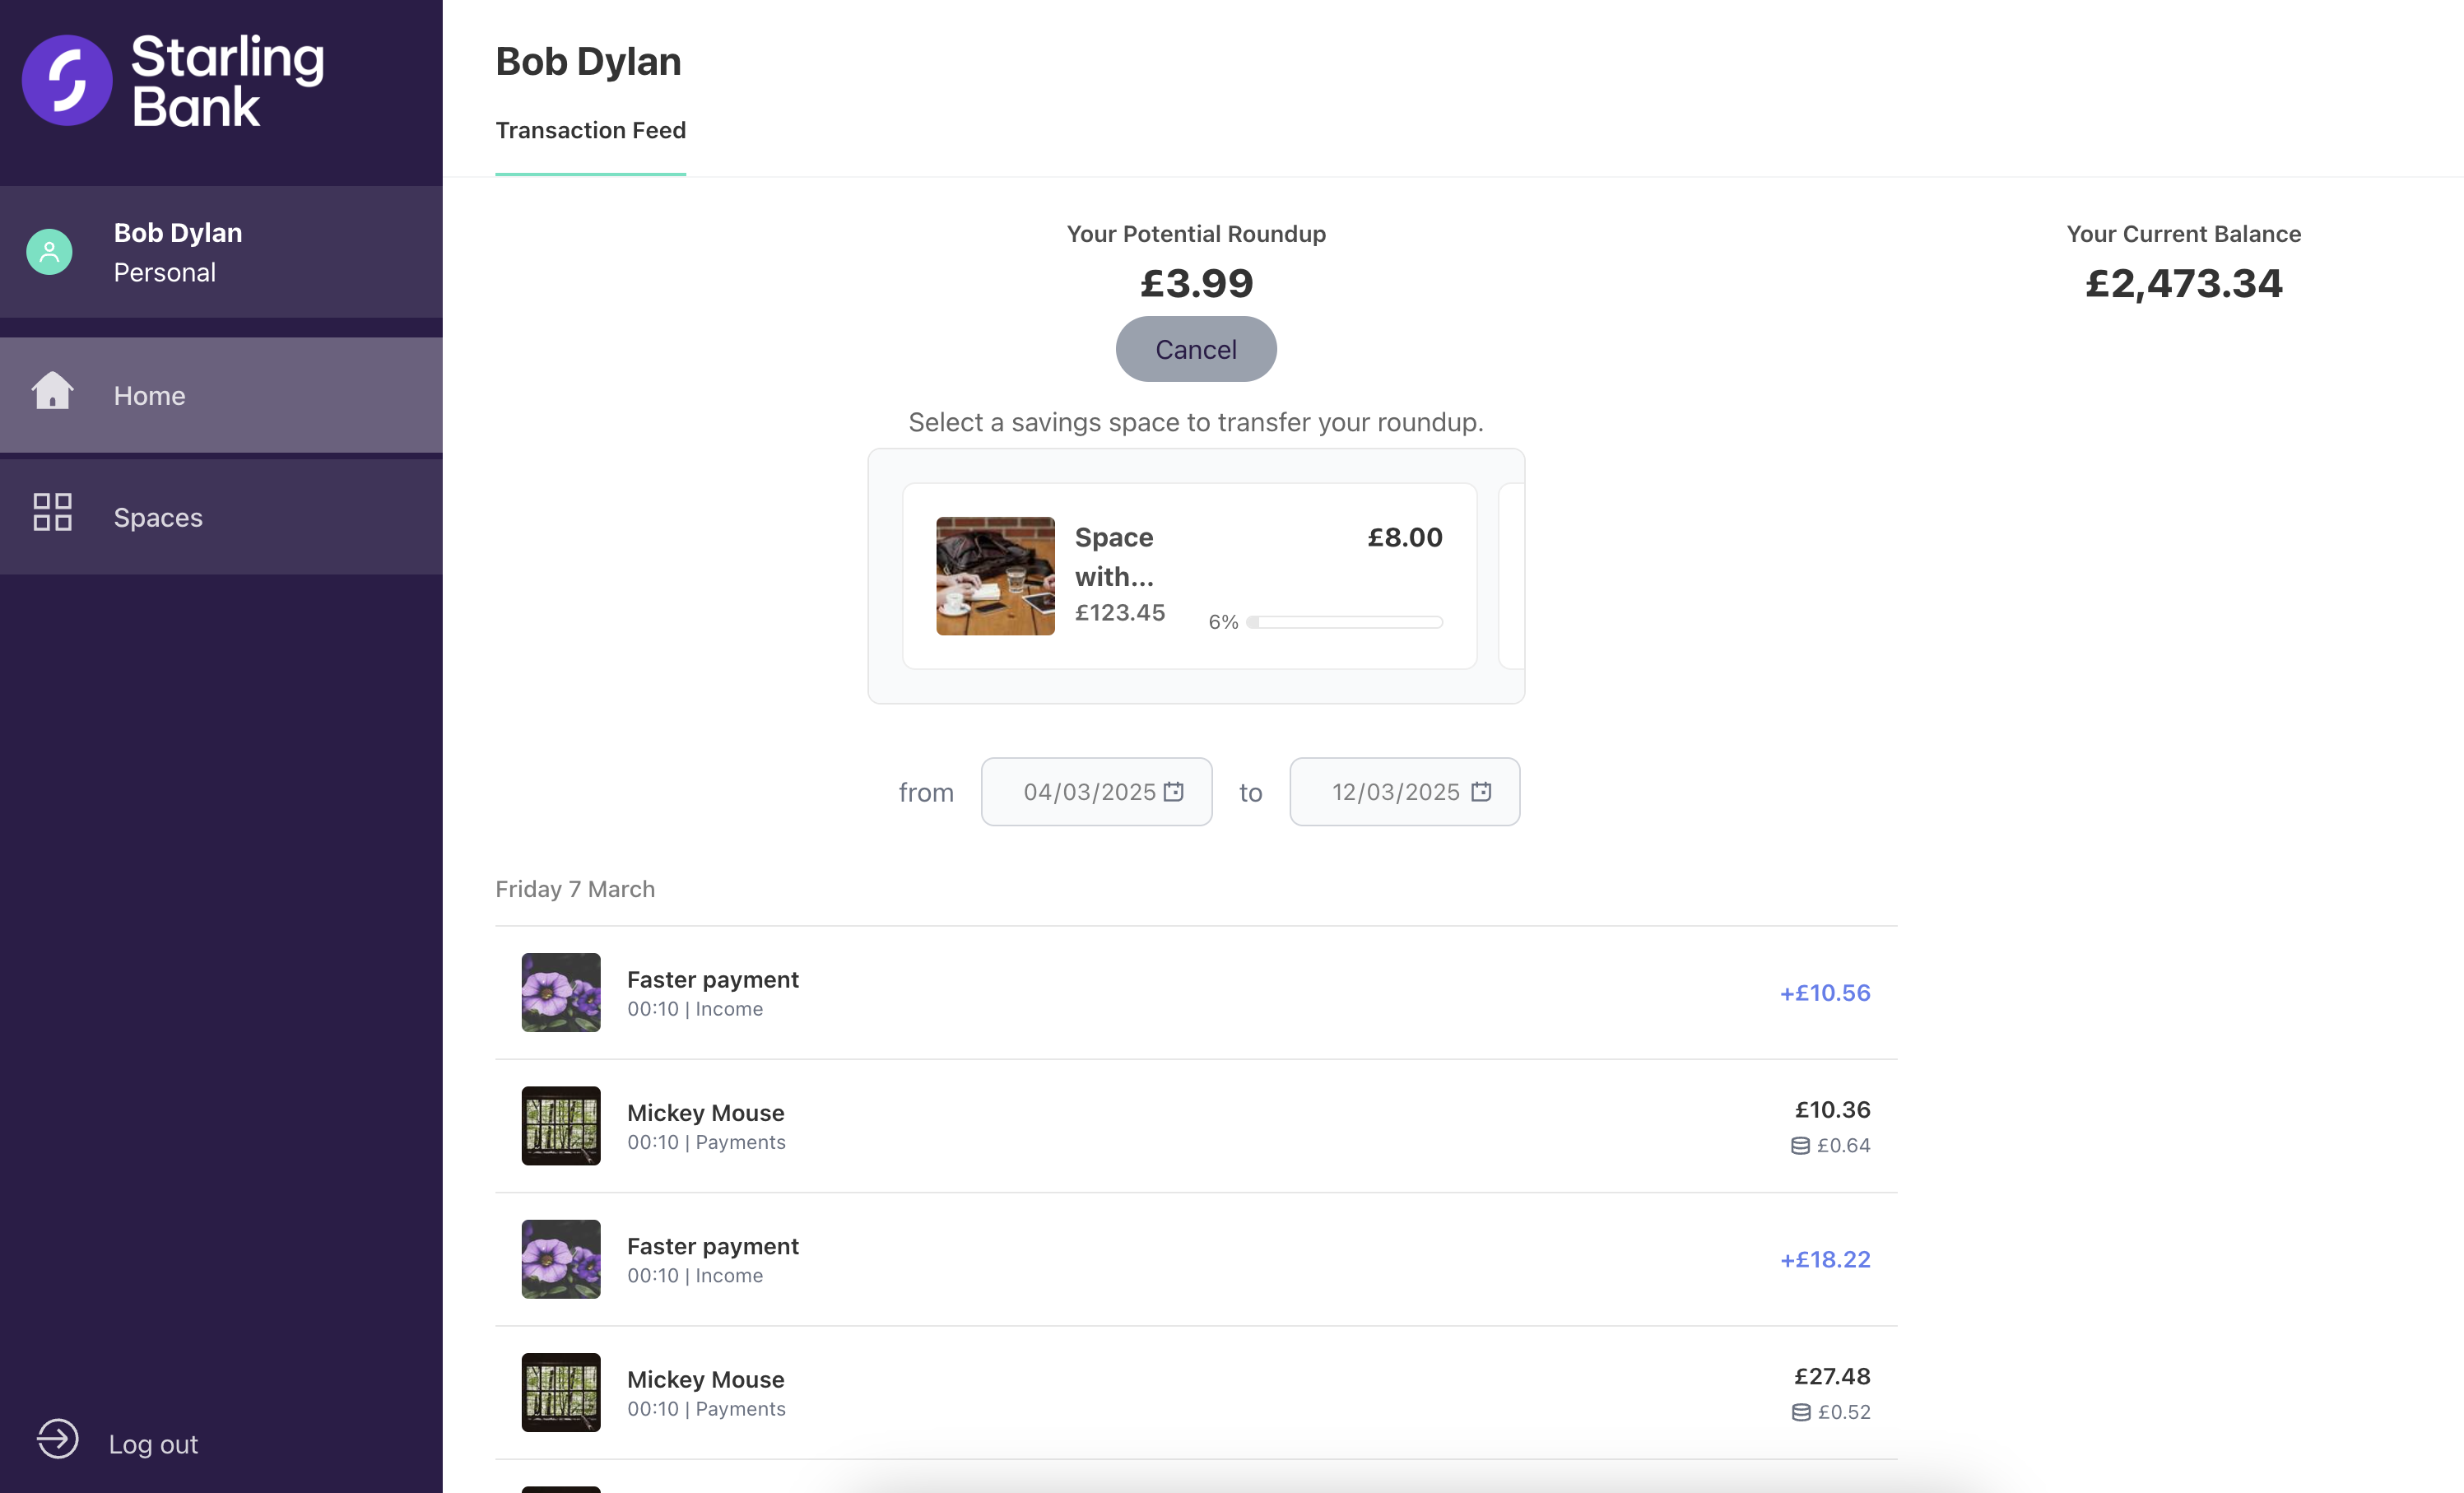 Starling
Bank
Bob Dylan
Personal
Home
Spaces
Log out
Bob Dylan
Transaction Feed
Your Potential Roundup
£3.99
Cancel
Your Current Balance
£2,473.34
Select a savings space to transfer your roundup.
Space £8.00
with...
£123.45 6%
from 04/03/2025 to 12/03/2025
Friday 7 March
Faster payment
00:10 | Income
+£10.56
Mickey Mouse
00:10 | Payments
£10.36
£0.64
Faster payment
00:10 | Income
+£18.22
Mickey Mouse
00:10 | Payments
£27.48
£0.52